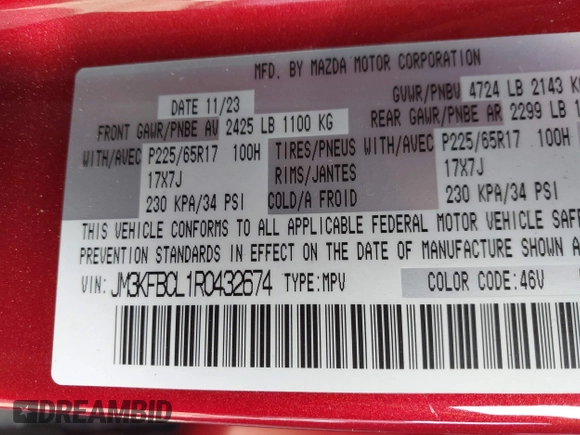 MFD. BY MAZDA MOTOR CORPORATION
DATE 11/23 GVWR/PNBV 4724 LB 2143
FRONT GAWR/PNBE AV 2425 LB 1100 KG REAR GAWR/PNBE AR 2299 LB
WITH/AVEC P225/65R17 100H TIRES/PNEUS WITH/AVEC P225/65R17 100H
17X7J RIMS/JANTES 17X7J
230 KPA/34 PSI COLD/A FROID 230 KPA/34 PSI
THIS VEHICLE CONFORMS TO ALL APPLICABLE FEDERAL MOTOR VEHICLE
PREVENTION STANDARDS IN EFFECT ON THE DATE OF MANUFACTURE SHOWN
VIN: JM3KFBCL1R0432674 TYPE:MPV COLOR CODE:46V
DREAMBID